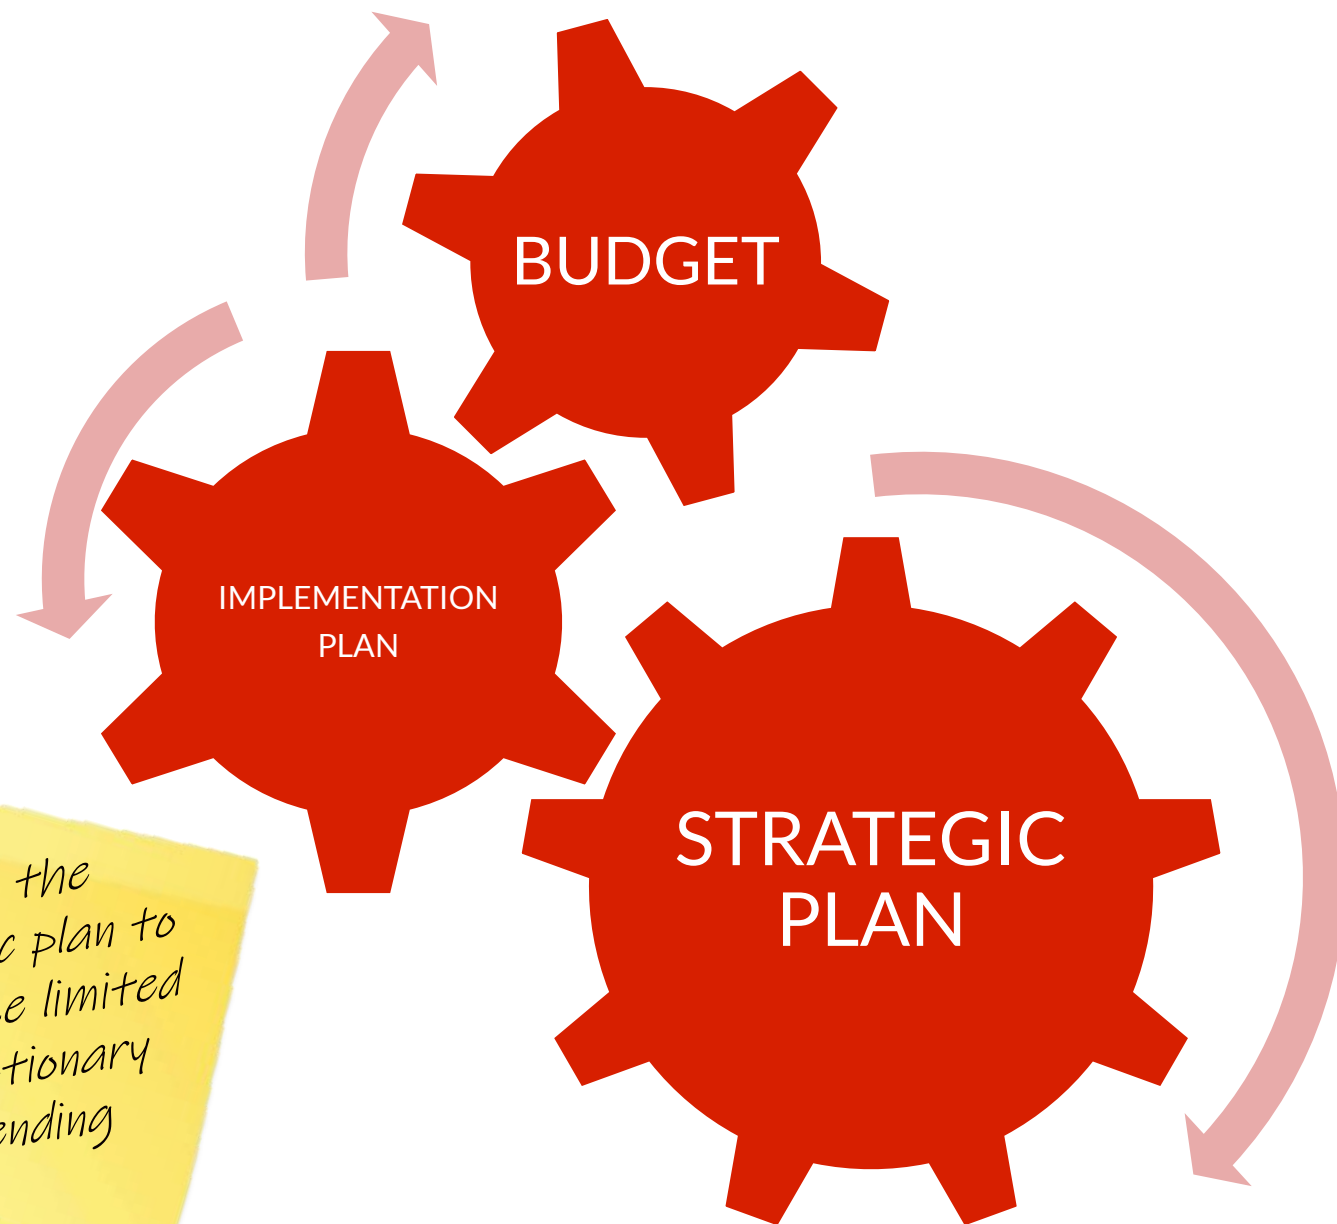 BUDGET
IMPLEMENTATION
PLAN
STRATEGIC
PLAN
the
c plan to
e limited
tionary
ending